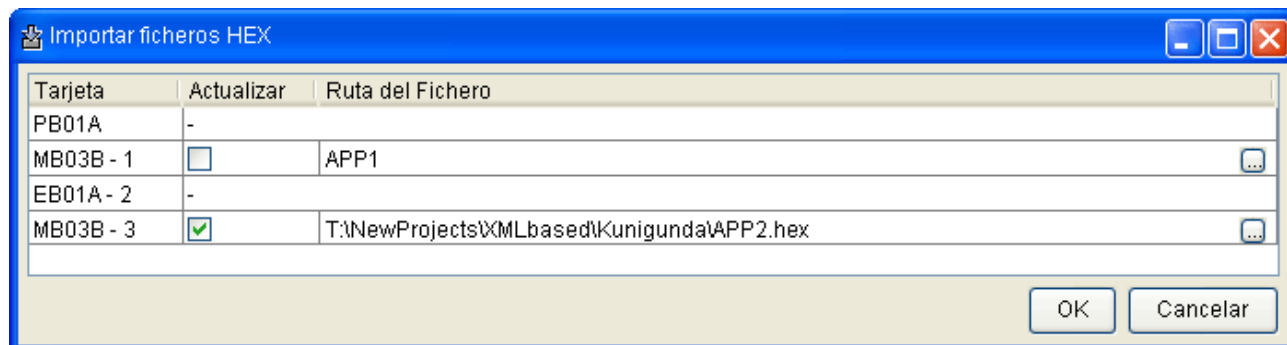 Importar ficheros HEX
Tarjeta Actualizar Ruta del Fichero
PB01A -
MB03B - 1 APP1 ...
EB01A - 2 -
MB03B - 3 T:\NewProjects\XMLbased\Kunigunda\APP2.hex ...
OK Cancelar